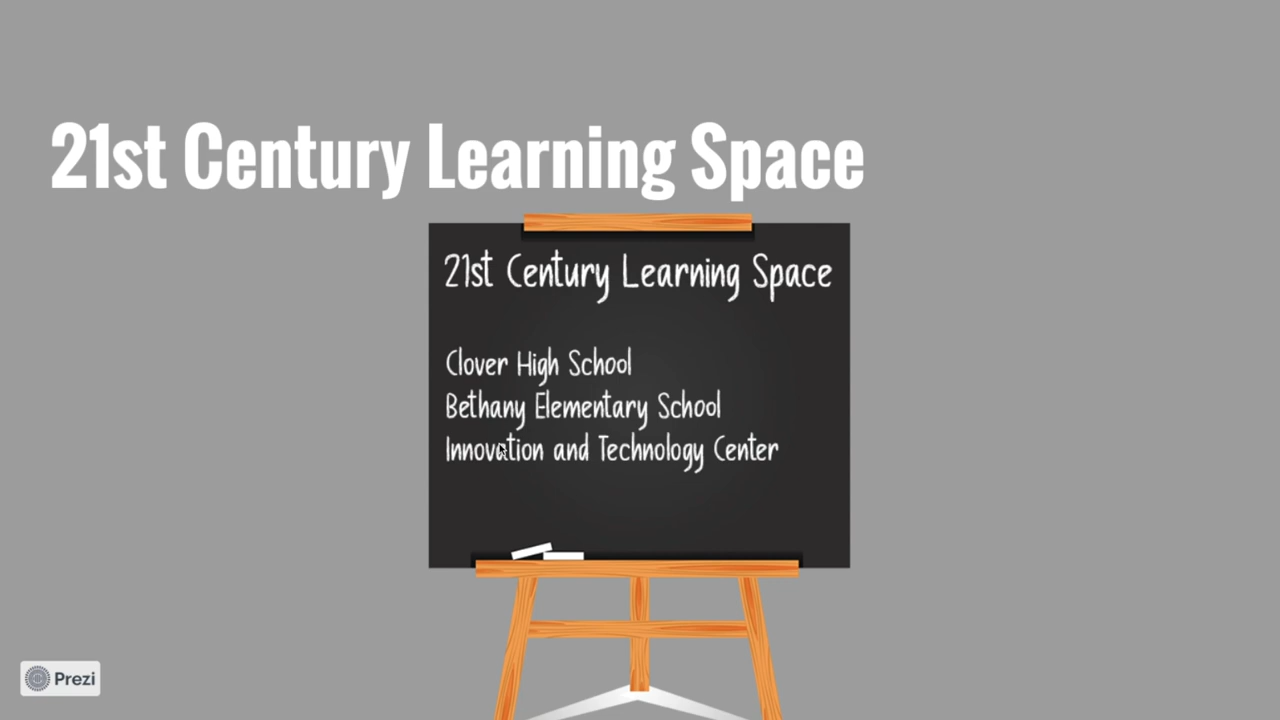 21st Century Learning Space
21st Century Learning Space
Clover High School
Bethany Elementary School
Innovation and Technology Center
Prezi